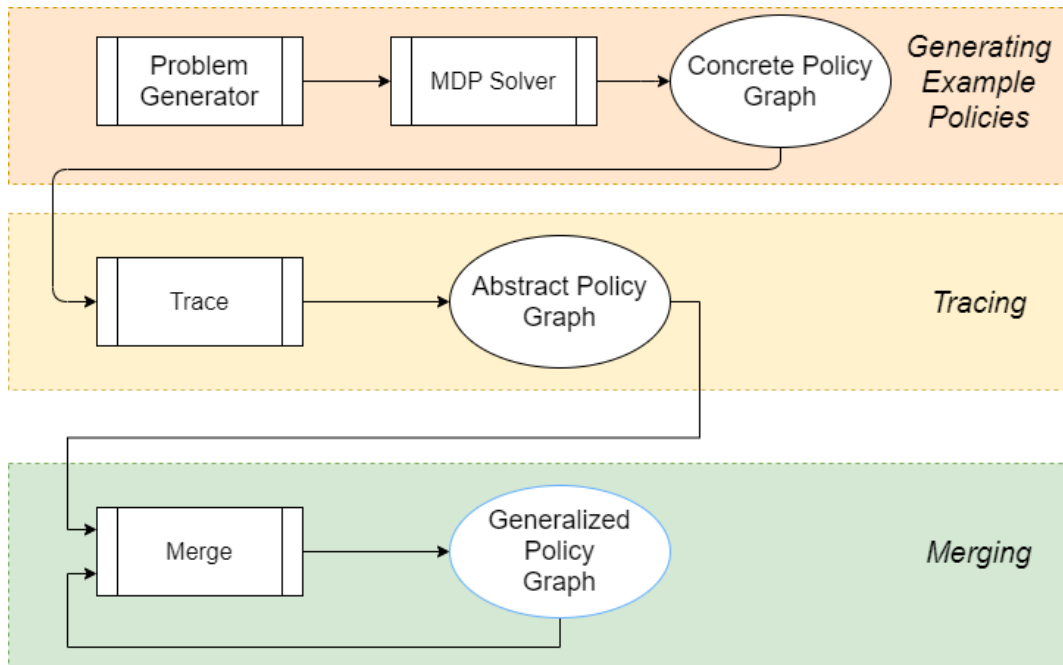 Problem
Generator
MDP Solver
Concrete Policy
Graph
Generating
Example
Policies
Trace
Abstract Policy
Graph
Tracing
Merge
Generalized
Policy
Graph
Merging